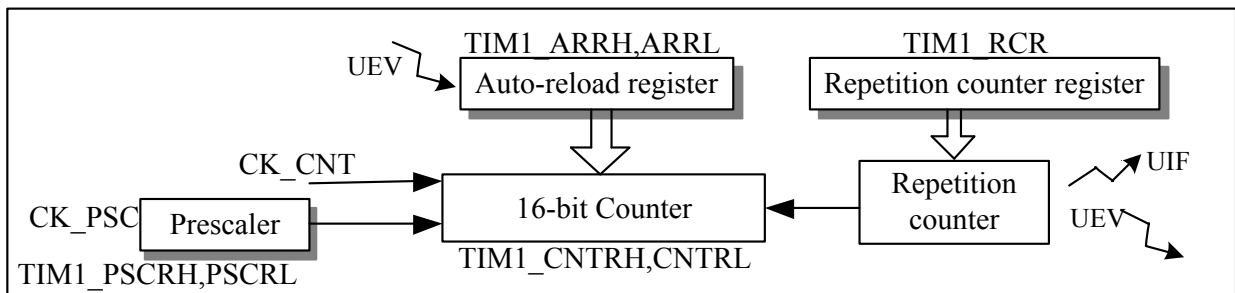 TIM1_ARRH,ARRL
TIM1_RCR
UEV
Auto-reload register
Repetition counter register
CK_CNT
UIF
Repetition
counter
16-bit Counter
CK_PSC
Prescaler
UEV
TIM1_CNTRH,CNTRL
TIM1_PSCRH,PSCRL